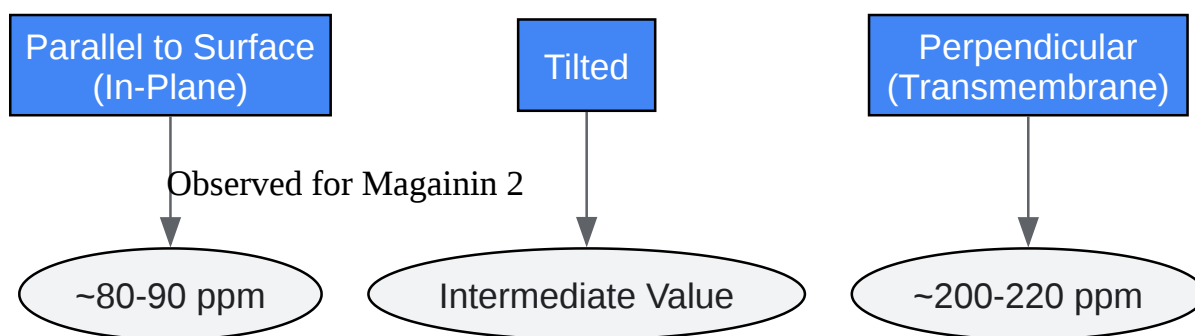 Parallel to Surface
(In-Plane)
Tilted
Perpendicular
(Transmembrane)
Observed for Magainin 2
~80-90 ppm
Intermediate Value
~200-220 ppm